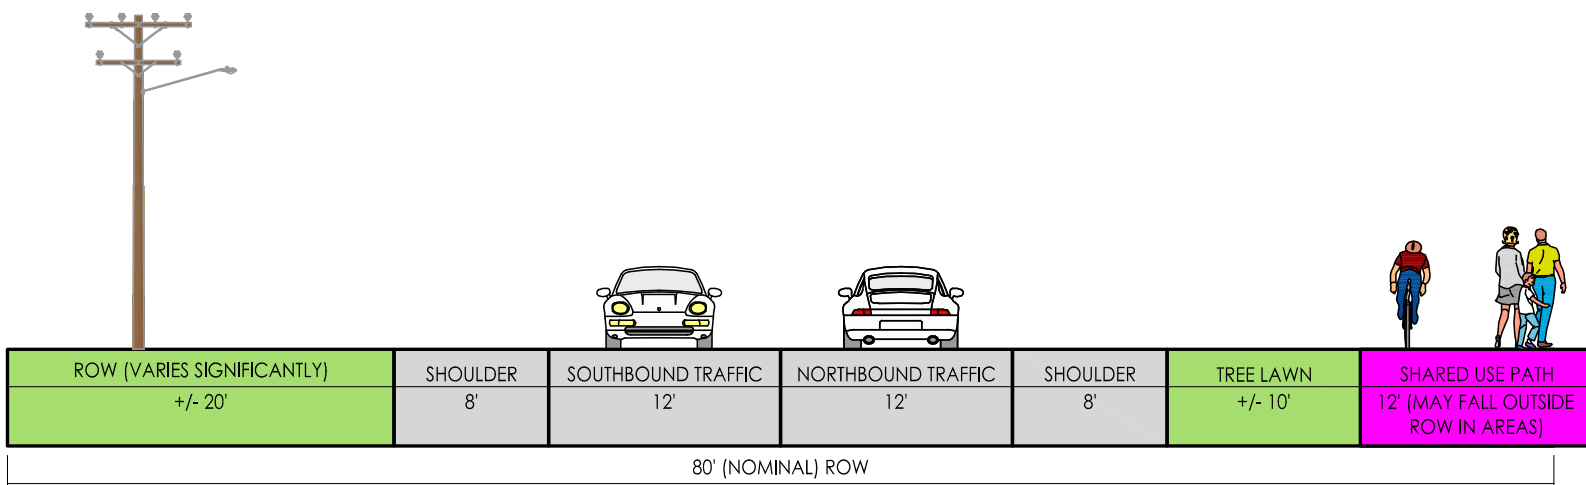 ROW (VARIES SIGNIFICANTLY)
+/- 20'
SHOULDER
8'
SOUTHBOUND TRAFFIC
12'
NORTHBOUND TRAFFIC
12'
SHOULDER
8'
TREE LAWN
+/- 10'
SHARED USE PATH
12' (MAY FALL OUTSIDE
ROW IN AREAS)
80' (NOMINAL) ROW